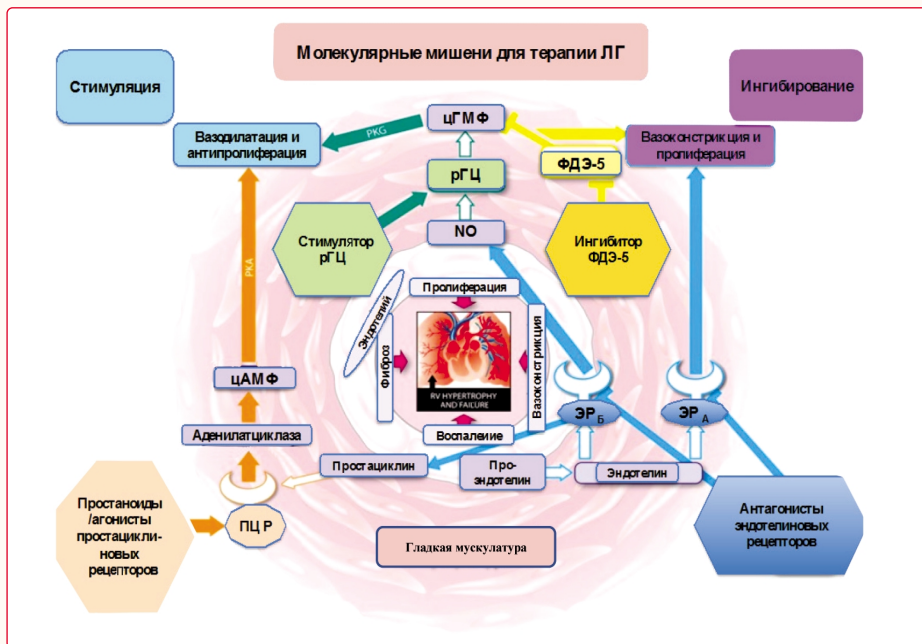 Молекулярные мишени для терапии ЛГ
Стимуляция
Ингибирование
Вазодилатация и
антипролиферация
PKG
цГМФ
Вазоконстрикция и
пролиферация
ФДЭ-5
рГЦ
Стимулятор
рГЦ
NO
Ингибитор
ФДЭ-5
PKA
Эндотелий
Пролиферация
Фиброз
Вазоконстрикция
RV HYPERTROPHY
AND FAILURE
Воспаление
цАМФ
Аденилатциклаза
ЭР Б
ЭР А
Простациклин
Про-
эндотелин
Эндотелин
Простаноиды
/агонисты
простацикли-
новых
рецепторов
ПЦР
Гладкая мускулатура
Антагонисты
эндотелиновых
рецепторов